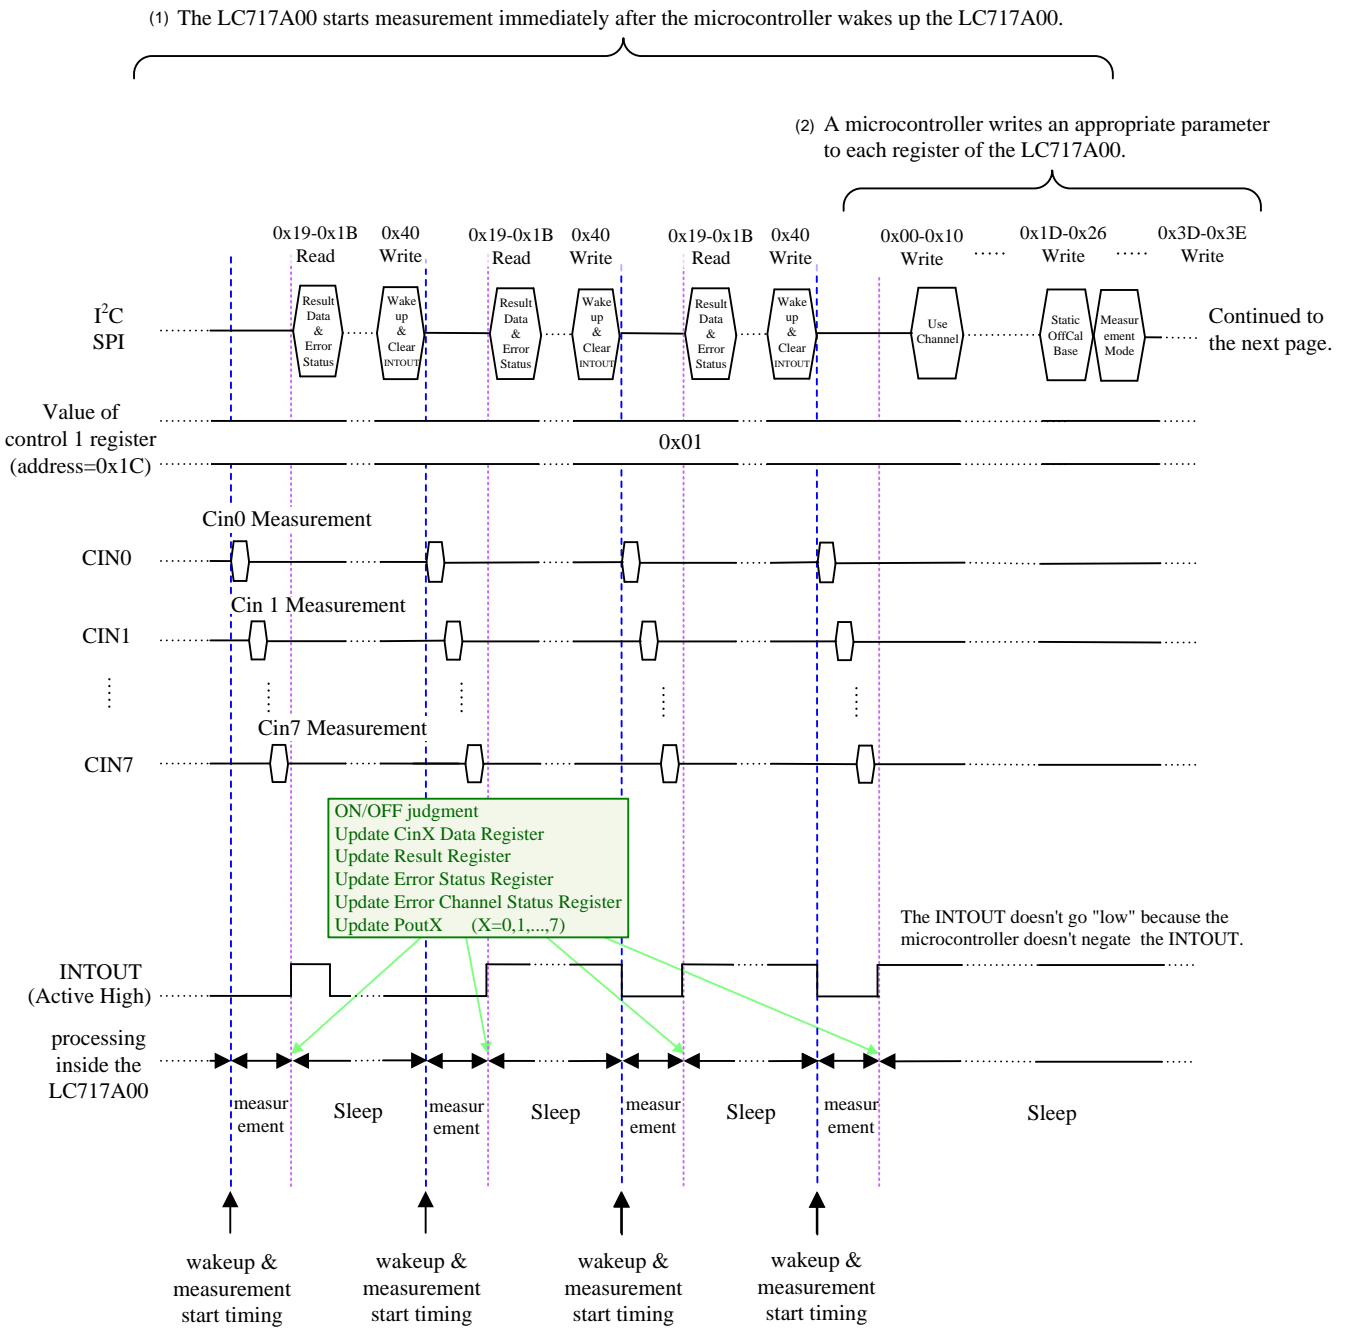 (1) The LC717A00 starts measurement immediately after the microcontroller wakes up the LC717A00.
(2) A microcontroller writes an appropriate parameter
to each register of the LC717A00.
0x19-0x1B
Read
0x40
Write
0x19-0x1B
Read
0x40
Write
0x19-0x1B
Read
0x40
Write
0x00-0x10
Write
0x1D-0x26
Write
0x3D-0x3E
Write
I2C
SPI
Result
Data
&
Error
Status
Wake
up
&
Clear
INTOUT
Result
Data
&
Error
Status
Wake
up
&
Clear
INTOUT
Result
Data
&
Error
Status
Wake
up
&
Clear
INTOUT
Use
Channel
Static
OffCal
Base
Measur
ement
Mode
Continued to
the next page.
Value of
control 1 register
(address=0x1C)
0x01
Cin0 Measurement
CIN0
Cin 1 Measurement
CIN1
Cin7 Measurement
CIN7
ON/OFF judgment
Update CinX Data Register
Update Result Register
Update Error Status Register
Update Error Channel Status Register
Update PoutX (X=0,1,...,7)
The INTOUT doesn't go "low" because the
microcontroller doesn't negate the INTOUT.
INTOUT
(Active High)
processing
inside the
LC717A00
measur
ement
Sleep
measur
ement
Sleep
measur
ement
Sleep
measur
ement
Sleep
wakeup &
measurement
start timing
wakeup &
measurement
start timing
wakeup &
measurement
start timing
wakeup &
measurement
start timing